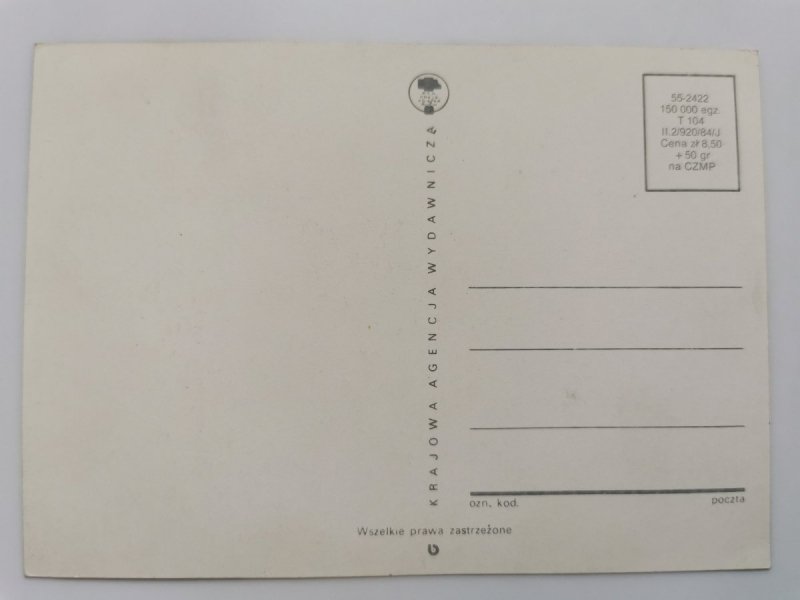 55-2422
150 000 egz.
T 104
II.2/920/84/J
Cena zł 8,50
+ 50 gr
na CZMP
KRAJOWA AGENCJA WYDAWNICZA
ozn. kod. poczta
Wszelkie prawa zastrzeżone